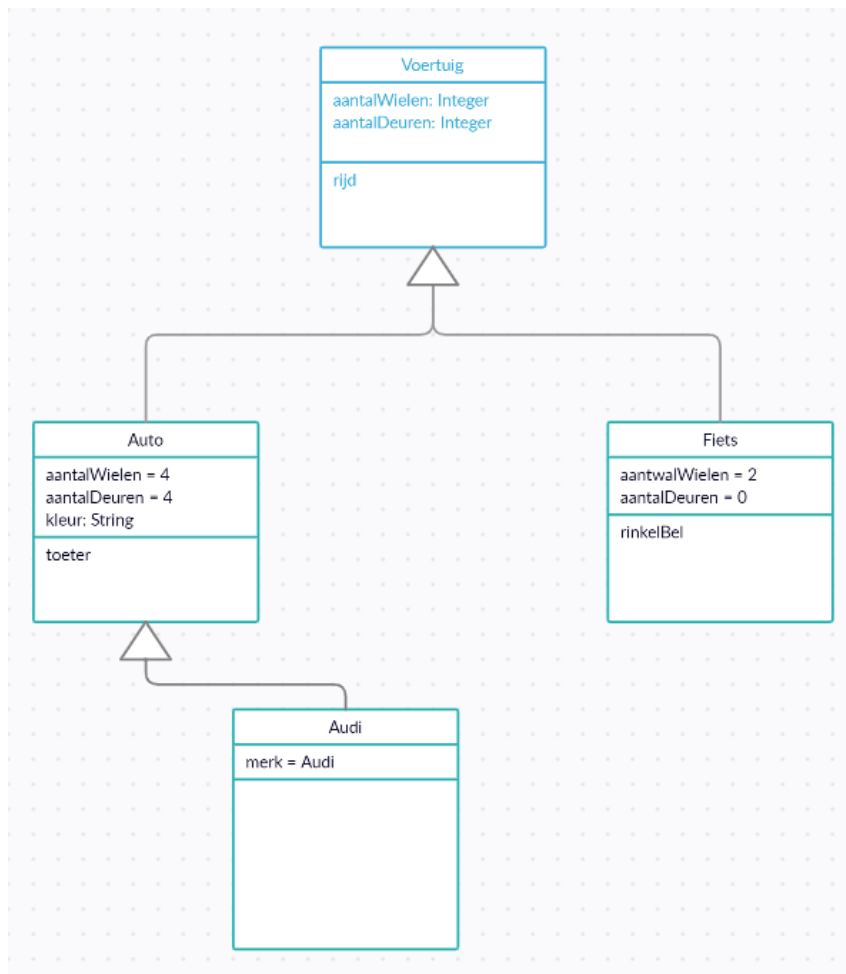 Voertuig
aantalWielen: Integer
aantalDeuren: Integer
rijd
Auto
aantalWielen = 4
aantalDeuren = 4
kleur: String
toeter
Fiets
aantwalWielen = 2
aantalDeuren = 0
rinkelBel
Audi
merk = Audi